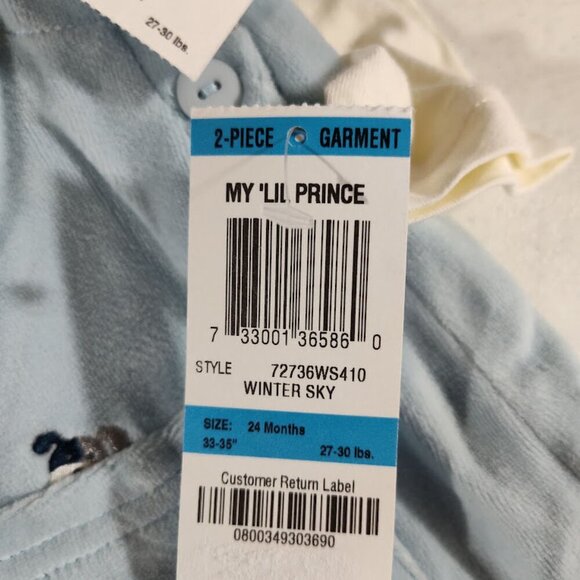 27-30 lbs.
2-PIECE GARMENT
MY 'LIL PRINCE
7 33001 36586 0
STYLE 72736WS410
WINTER SKY
SIZE: 24 Months
33-35" 27-30 lbs.
Customer Return Label
0800349303690